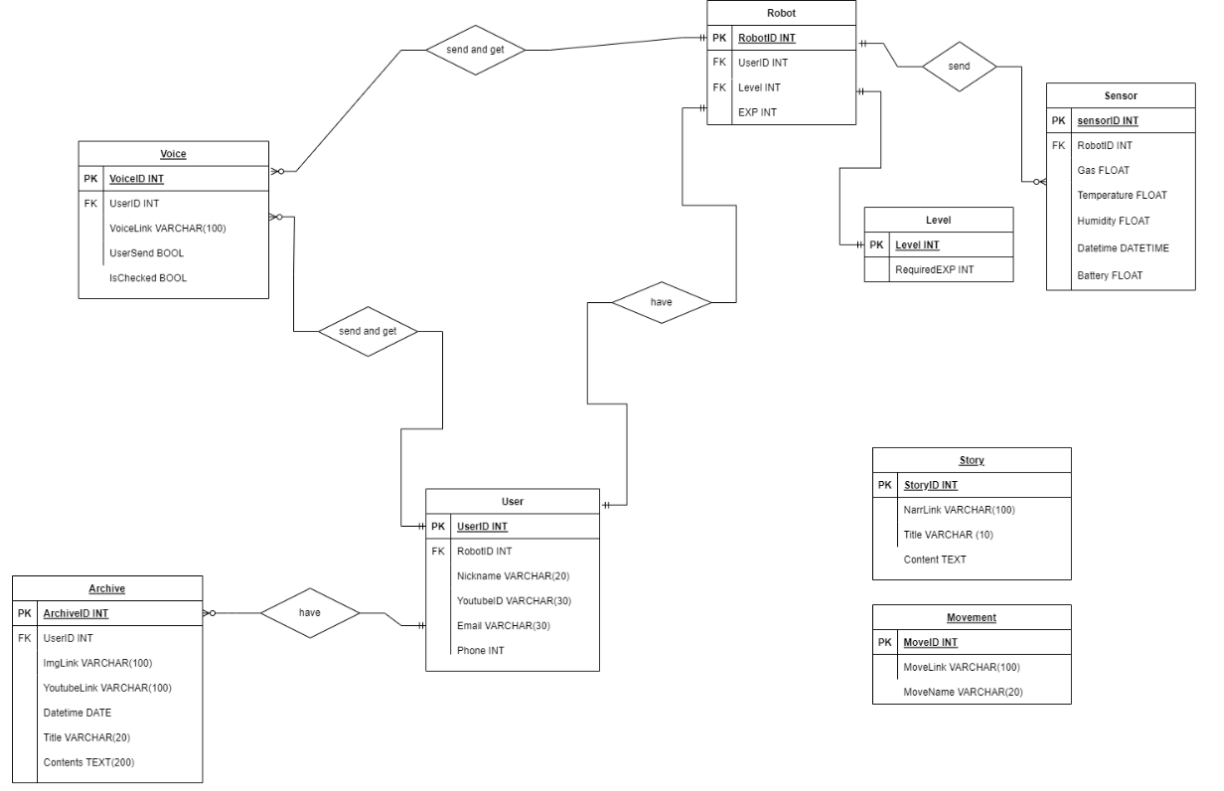 Robot
PK RobotID INT
FK UserID INT
FK Level INT
EXP INT
send and get
send
Sensor
PK sensorID INT
FK RobotID INT
Gas FLOAT
Temperature FLOAT
Humidity FLOAT
Datetime DATETIME
Battery FLOAT
Voice
PK VoiceID INT
FK UserID INT
VoiceLink VARCHAR(100)
UserSend BOOL
IsChecked BOOL
Level
PK Level INT
RequiredEXP INT
have
send and get
Story
PK StoryID INT
NarrLink VARCHAR(100)
Title VARCHAR (10)
Content TEXT
User
PK UserID INT
FK RobotID INT
Nickname VARCHAR(20)
YoutubeID VARCHAR(30)
Email VARCHAR(30)
Phone INT
Archive
PK ArchiveID INT
FK UserID INT
ImgLink VARCHAR(100)
YoutubeLink VARCHAR(100)
Datetime DATE
Title VARCHAR(20)
Contents TEXT(200)
have
Movement
PK MoveID INT
MoveLink VARCHAR(100)
MoveName VARCHAR(20)